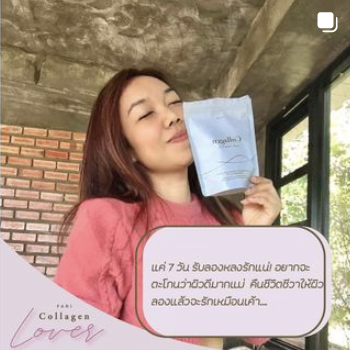 Collagen
แค่ 7 วัน รับลองหลงรักแน่! อยากจะ
ตะโกนว่าผิวดีมากแม่ คืนชีวิตชีวาให้ผิว
ลองแล้วจะรักเหมือนเค้า...
Collagen
Lover